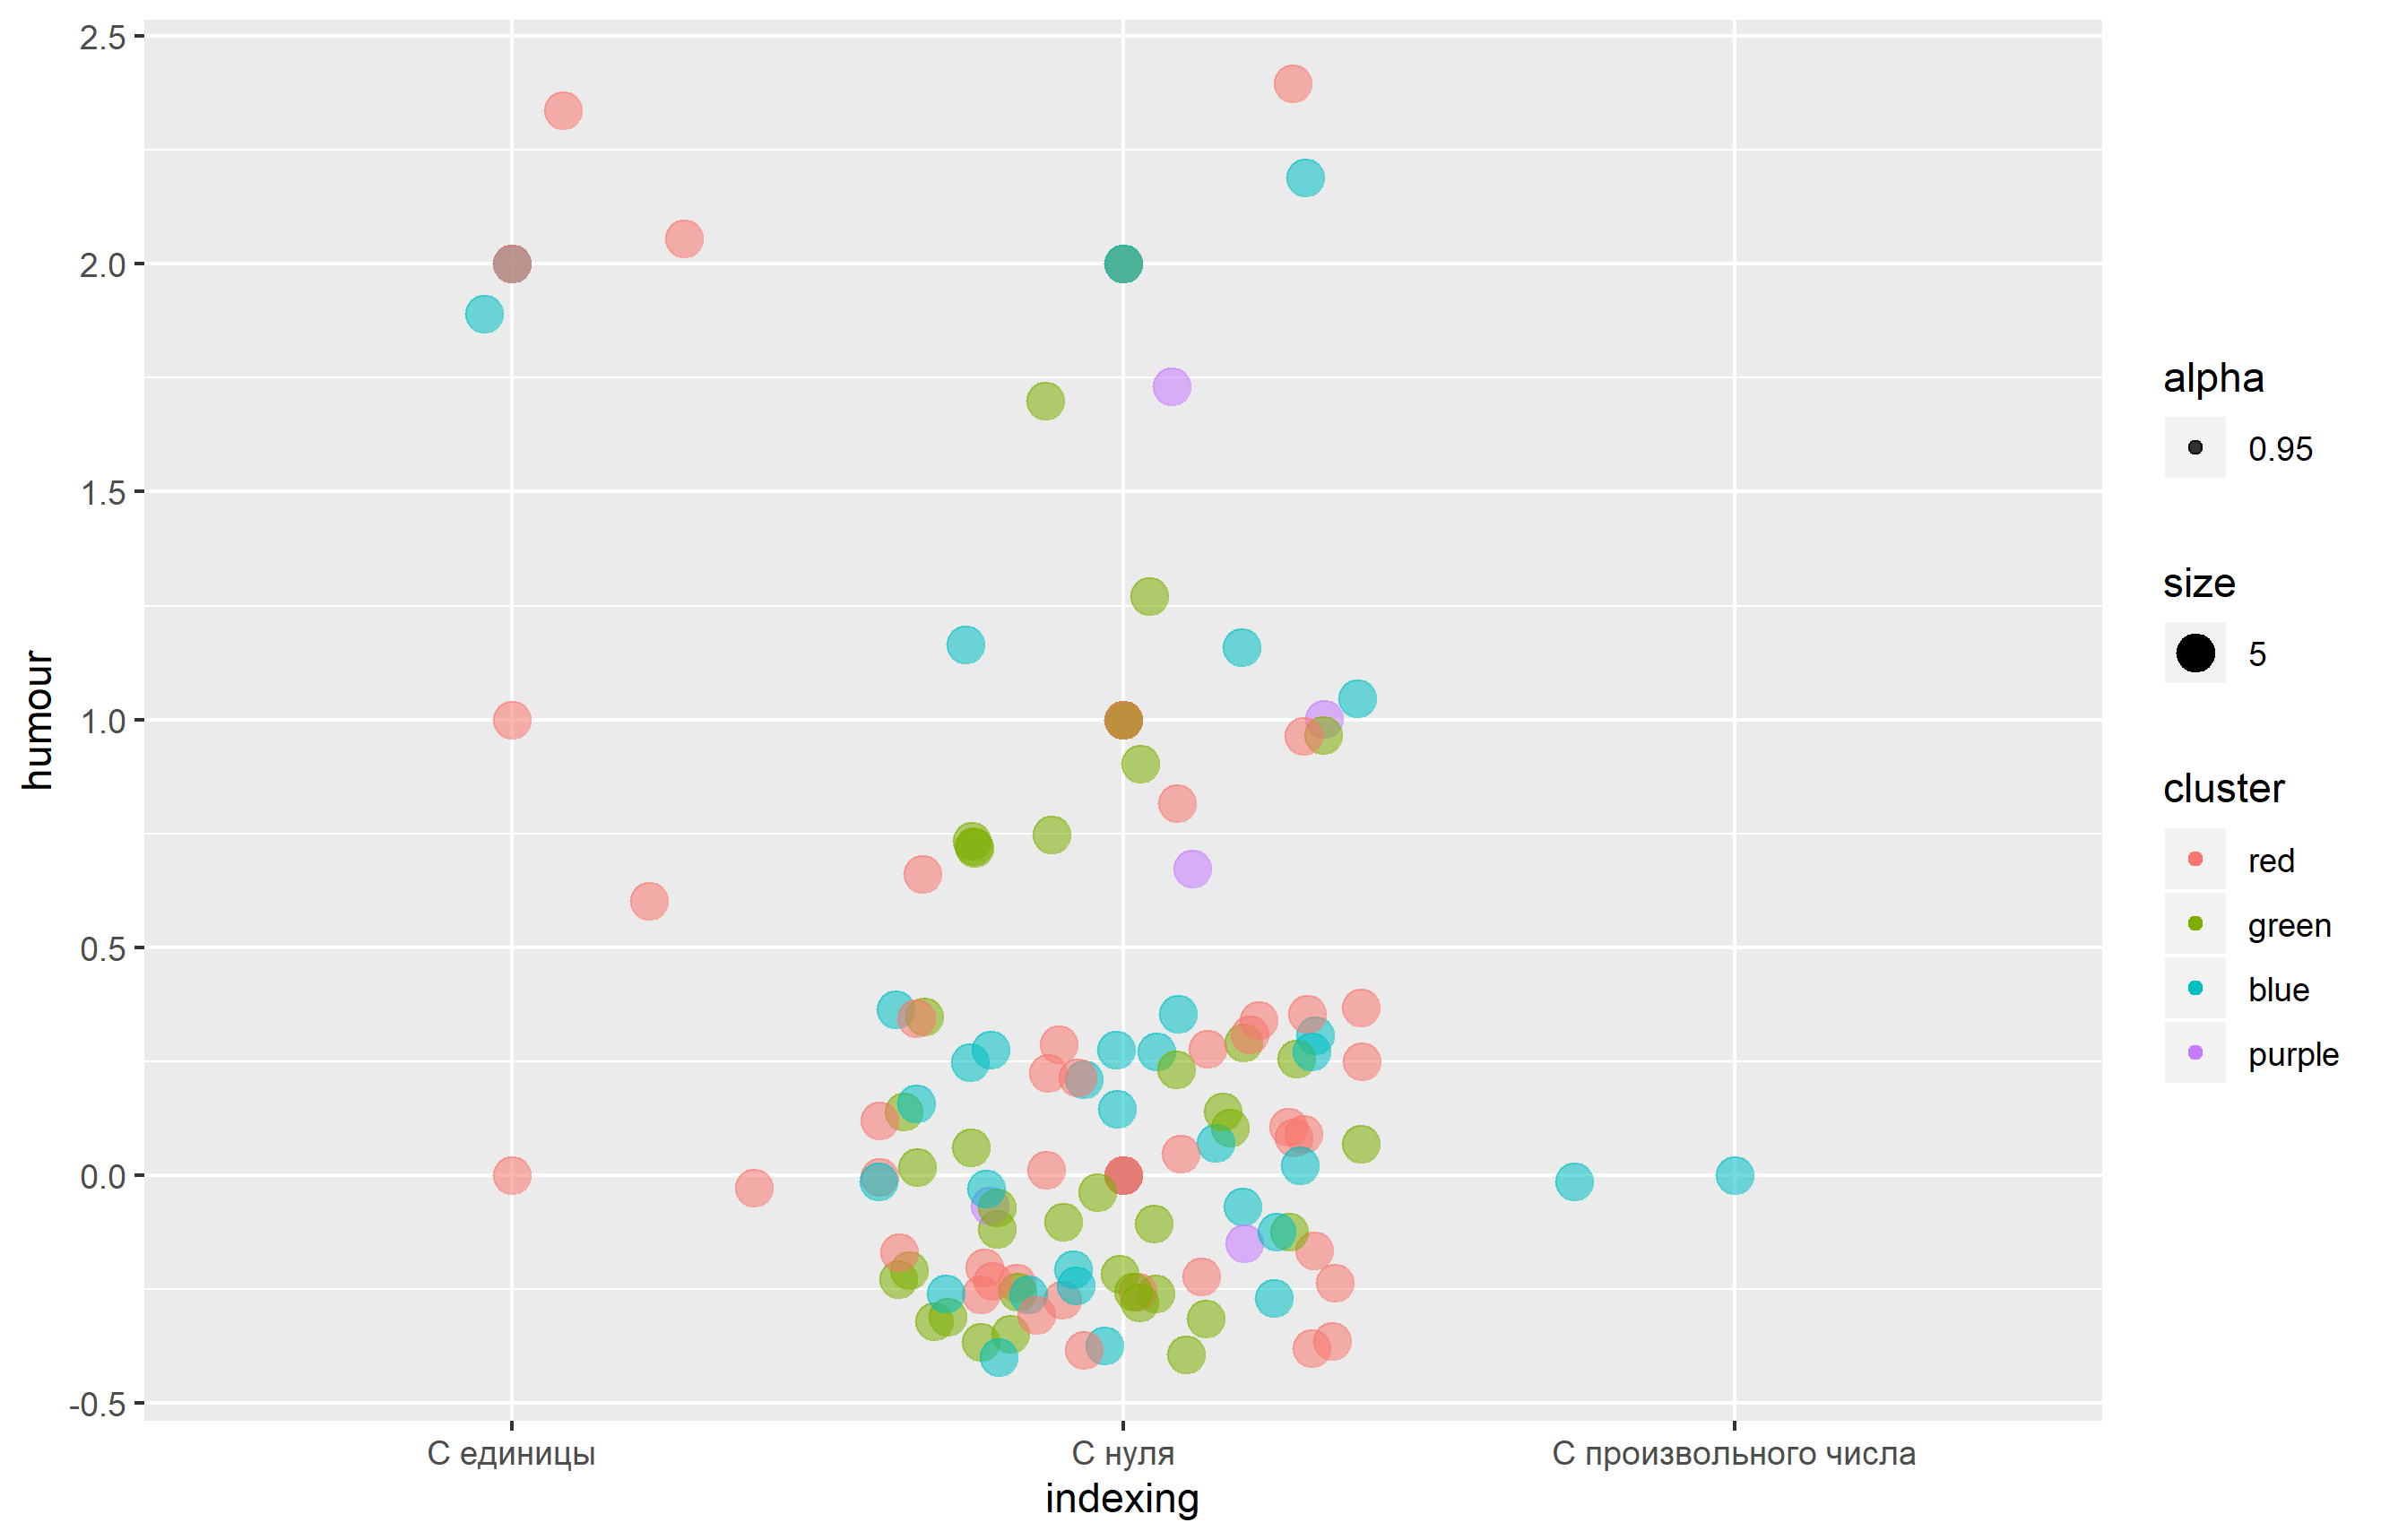 2.5
2.0
1.5
1.0
0.5
0.0
-0.5
humour
С единицы
С нуля
С произвольного числа
indexing
alpha
0.95
size
5
cluster
red
green
blue
purple